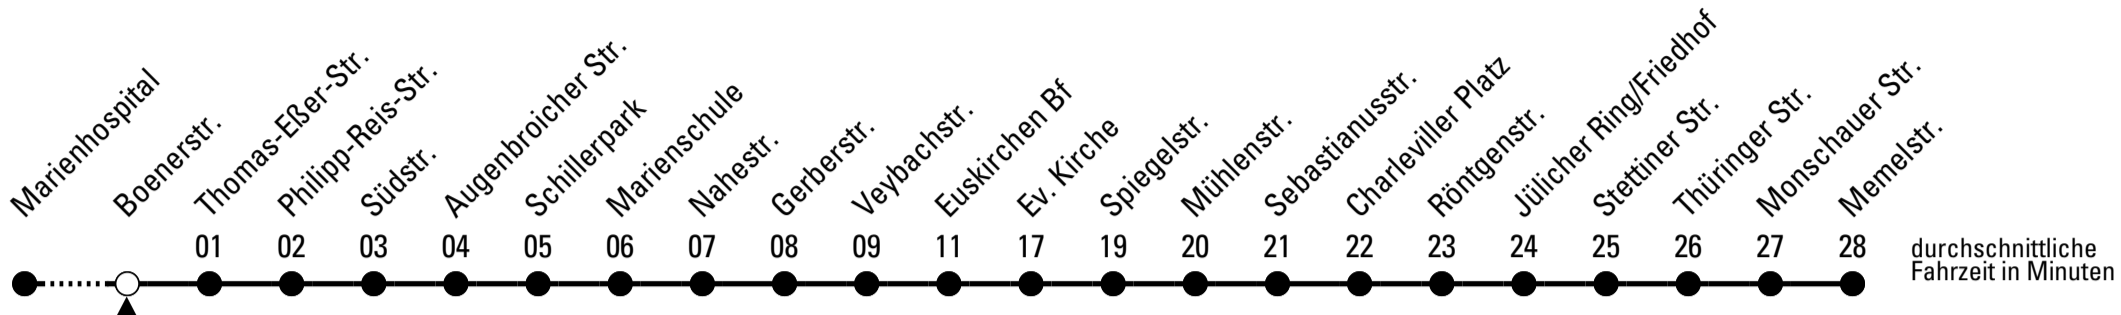 Marienhospital
Boenerstr.
Thomas-Eßer-Str.
Philipp-Reis-Str.
Südstr.
Augenbroicher Str.
Schillerpark
Marienschule
Nahestr.
Gerberstr.
Veybachstr.
Euskirchen Bf
Ev. Kirche
Spiegelstr.
Mühlenstr.
Sebastianusstr.
Charleviller Platz
Röntgenstr.
Jülicher Ring/Friedhof
Stettiner Str.
Thüringer Str.
Monschauer Str.
Memelstr.
01 02 03 04 05 06 07 08 09 11 17 19 20 21 22 23 24 25 26 27 28
durchschnittliche
Fahrzeit in Minuten